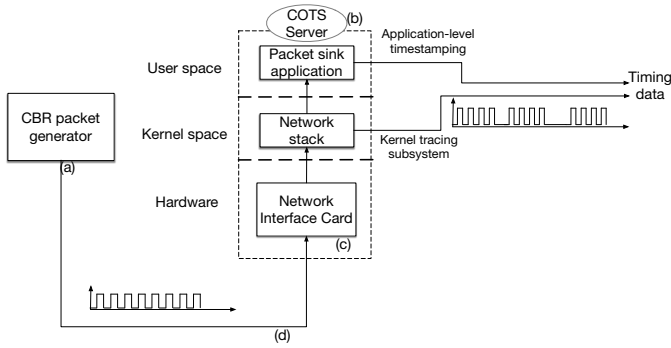 COTS
Server
(b)
Application-level
timestamping
User space
Packet sink
application
Timing
data
CBR packet
generator
(a)
Kernel space
Network
stack
Kernel tracing
subsystem
Hardware
Network
Interface Card
(c)
(d)